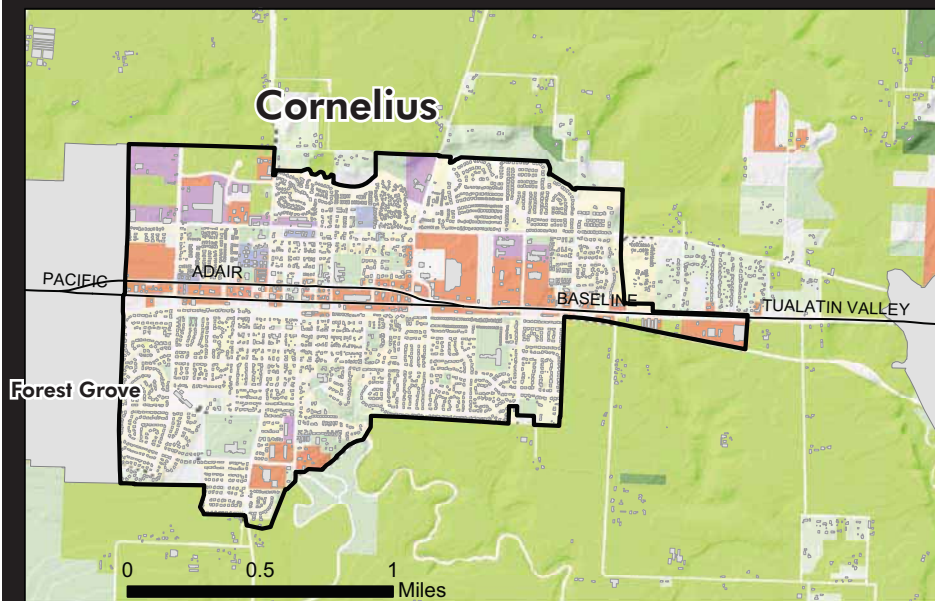 Cornelius
PACIFIC
ADAIR
BASELINE
TUALATIN VALLEY
Forest Grove
0 0.5 1
Miles